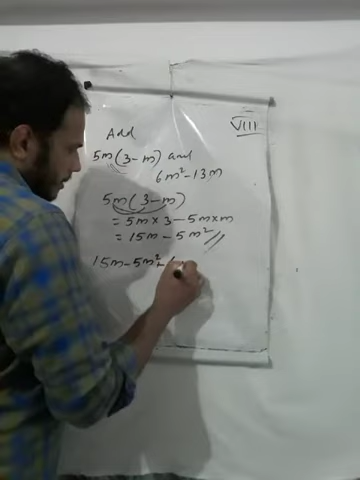 VIII
Add
5m(3-m) and
6m²-13m
5m(3-m)
= 5m×3-5m×m
= 15m - 5m²//
15m-5m²+